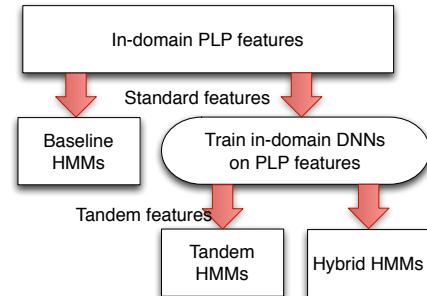 In-domain PLP features
Standard features
Baseline
HMMs
Train in-domain DNNs
on PLP features
Tandem features
Tandem
HMMs
Hybrid HMMs